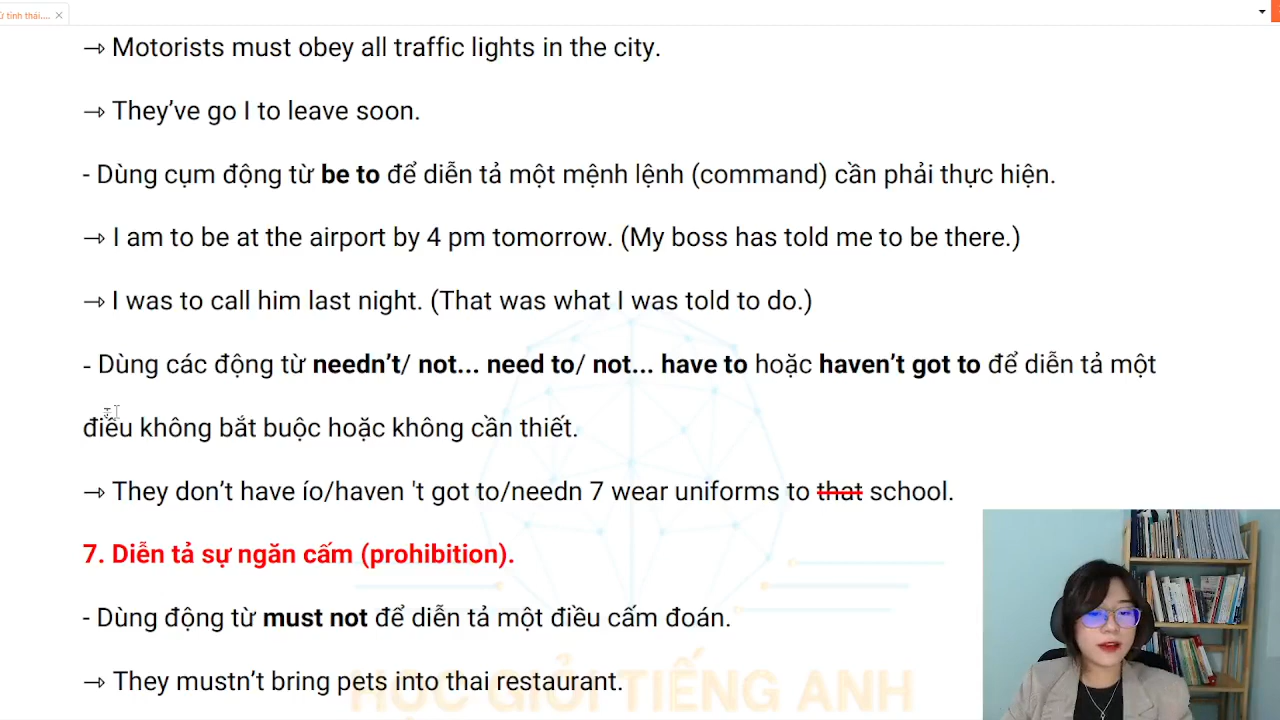 ừ tình thái....
⇾ Motorists must obey all traffic lights in the city.
⇾ They’ve go I to leave soon.
- Dùng cụm động từ be to để diễn tả một mệnh lệnh (command) cần phải thực hiện.
⇾ I am to be at the airport by 4 pm tomorrow. (My boss has told me to be there.)
⇾ I was to call him last night. (That was what I was told to do.)
- Dùng các động từ needn’t/ not... need to/ not... have to hoặc haven’t got to để diễn tả một
điều không bắt buộc hoặc không cần thiết.
⇾ They don’t have ío/haven 't got to/needn 7 wear uniforms to that school.
7. Diễn tả sự ngăn cấm (prohibition).
- Dùng động từ must not để diễn tả một điều cấm đoán.
⇾ They mustn’t bring pets into thai restaurant.
HỌC GIỎI TIẾNG ANH